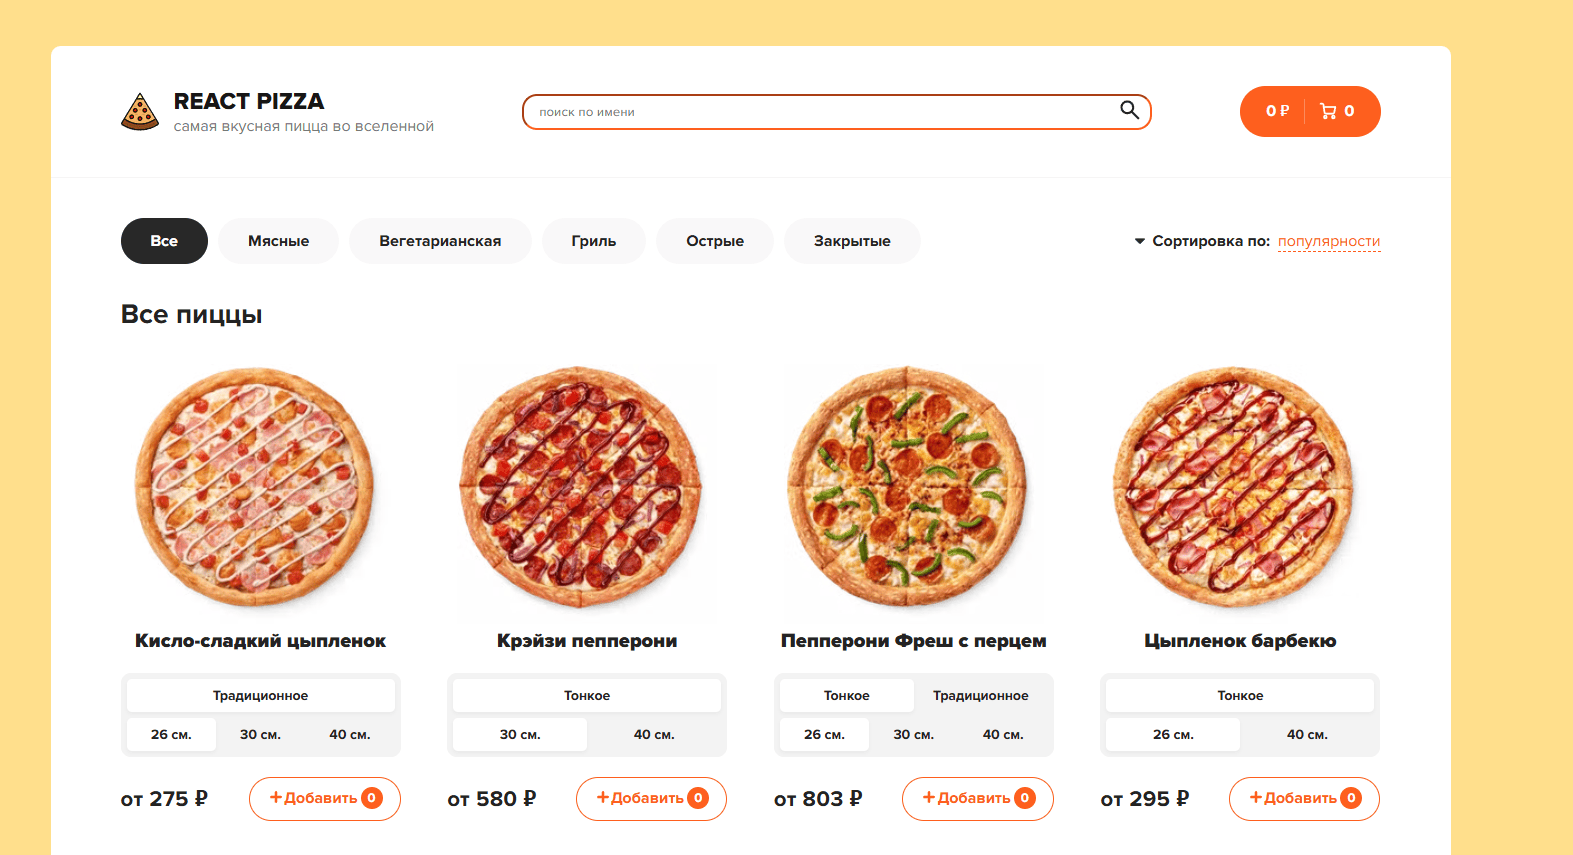 REACT PIZZA
самая вкусная пицца во вселенной
поиск по имени
0 ₽ 0
Все Мясные Вегетарианская Гриль Острые Закрытые Сортировка по: популярности
Все пиццы
Кисло-сладкий цыпленок Крэйзи пепперони Пепперони Фреш с перцем Цыпленок барбекю
Традиционное Тонкое Тонкое Традиционное Тонкое
26 см. 30 см. 40 см. 30 см. 40 см. 26 см. 30 см. 40 см. 26 см. 40 см.
от 275 ₽ +Добавить 0 от 580 ₽ +Добавить 0 от 803 ₽ +Добавить 0 от 295 ₽ +Добавить 0